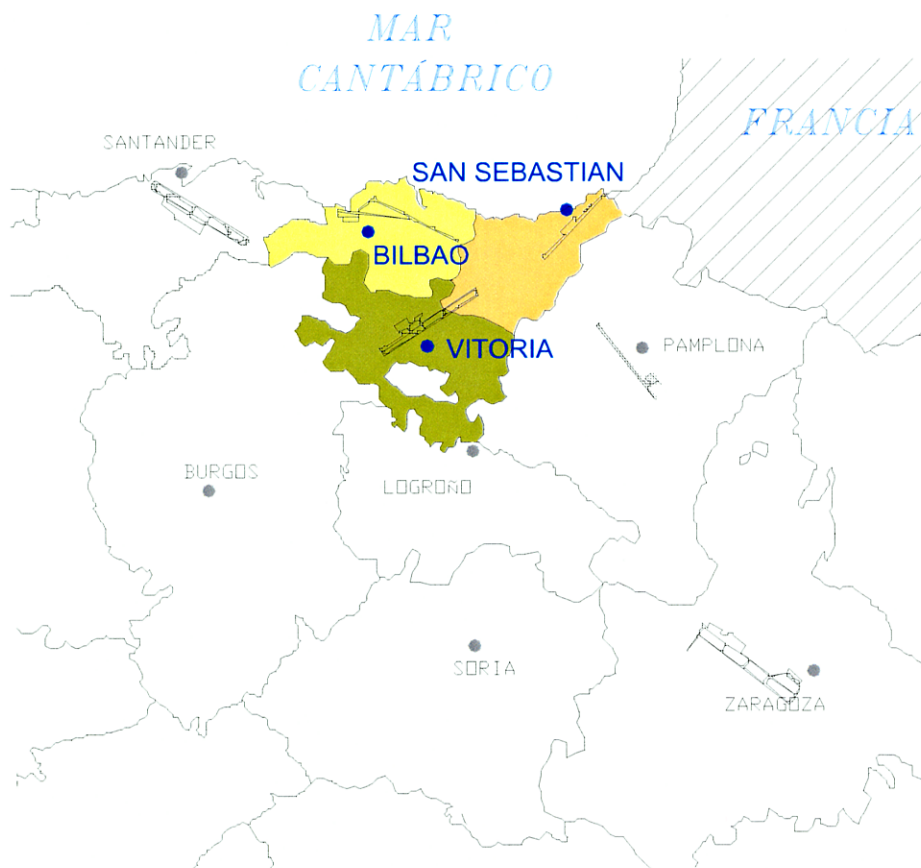 MAR
CANTÁBRICO
FRANCIA
SANTANDER
SAN SEBASTIAN
BILBAO
VITORIA
PAMPLONA
BURGOS
LOGROÑO
SORIA
ZARAGOZA